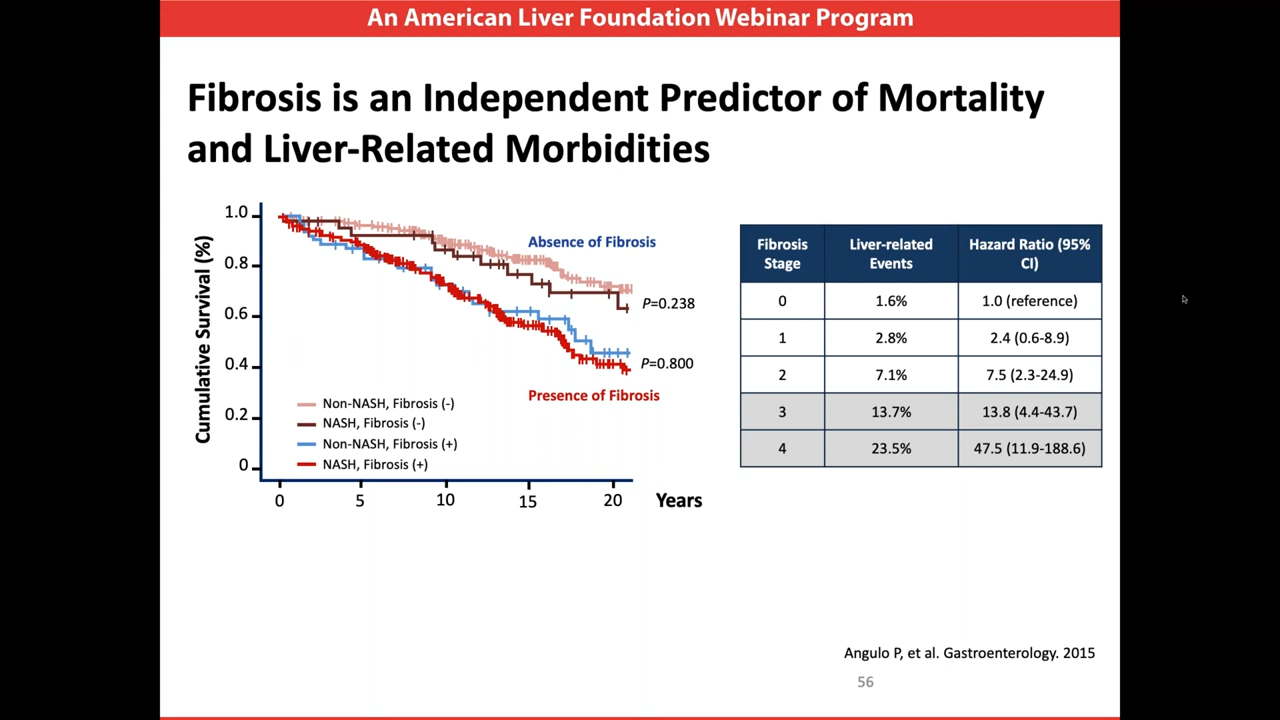 An American Liver Foundation Webinar Program
Fibrosis is an Independent Predictor of Mortality
and Liver-Related Morbidities
Cumulative Survival (%)
1.0
0.8
0.6
0.4
0.2
0
Absence of Fibrosis
P=0.238
P=0.800
Presence of Fibrosis
Non-NASH, Fibrosis (-)
NASH, Fibrosis (-)
Non-NASH, Fibrosis (+)
NASH, Fibrosis (+)
0 5 10 15 20 Years
Fibrosis Liver-related Hazard Ratio (95%
Stage Events CI)
0 1.6% 1.0 (reference)
1 2.8% 2.4 (0.6-8.9)
2 7.1% 7.5 (2.3-24.9)
3 13.7% 13.8 (4.4-43.7)
4 23.5% 47.5 (11.9-188.6)
Angulo P, et al. Gastroenterology. 2015
56